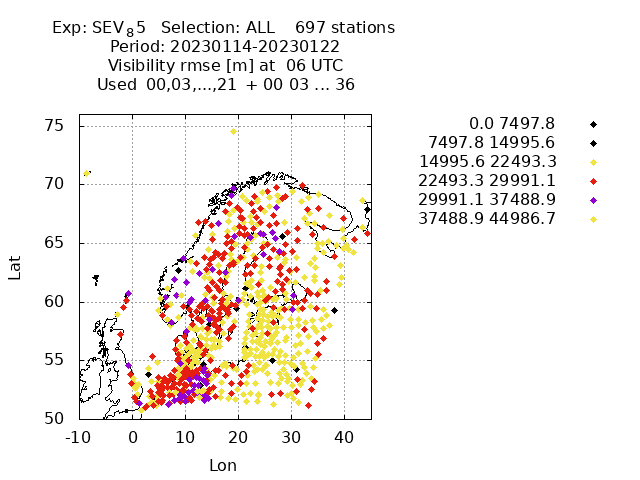 Exp: SEV₈5 Selection: ALL 697 stations
Period: 20230114-20230122
Visibility rmse [m] at 06 UTC
Used 00,03,...,21 + 00 03 ... 36
0.0 7497.8
7497.8 14995.6
14995.6 22493.3
22493.3 29991.1
29991.1 37488.9
37488.9 44986.7
75
70
65
60
55
50
Lat
-10 0 10 20 30 40
Lon